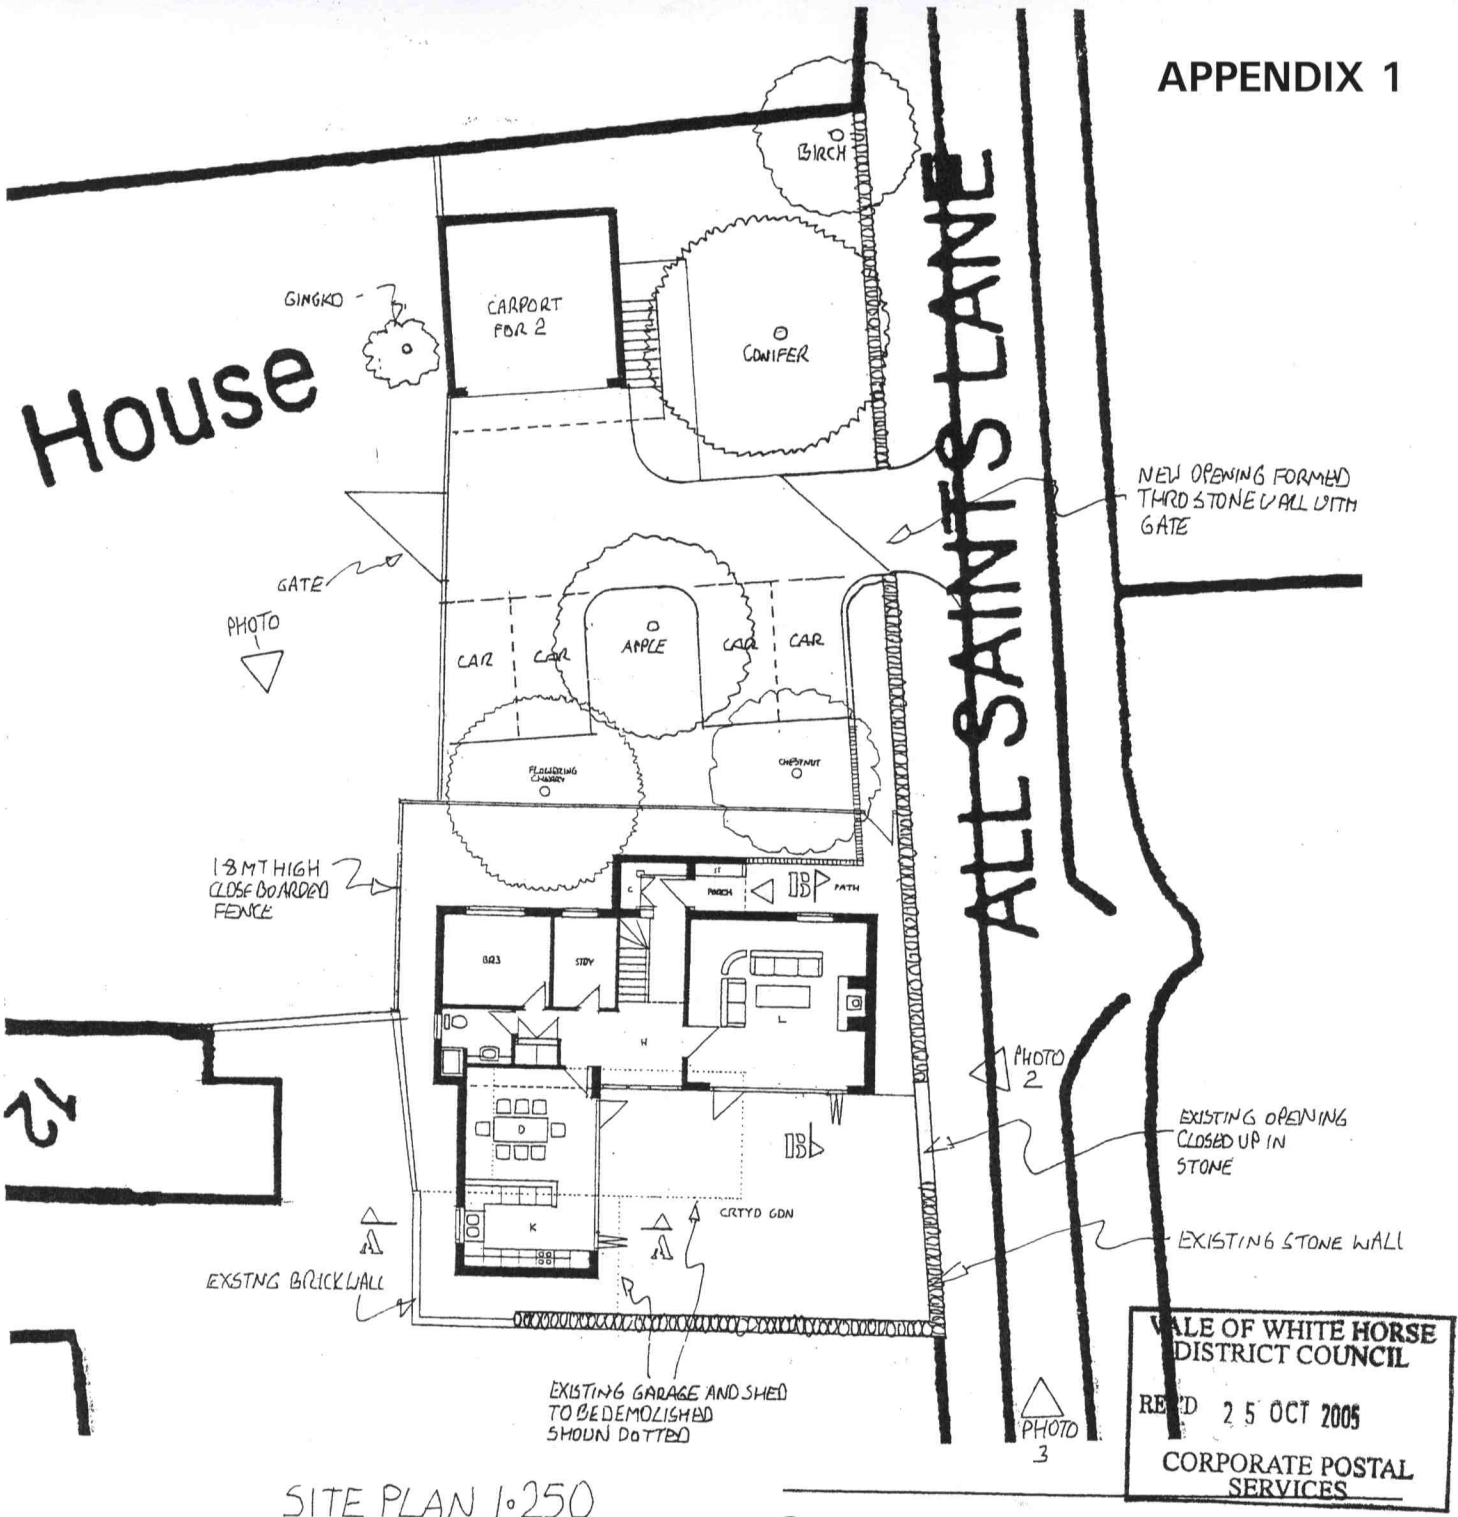 APPENDIX 1
BIRCH
GINGKO
CARPORT
FOR 2
CONIFER
House
ALL SAINTS LANE
NEW OPENING FORMED
THRO STONE WALL WITH
GATE
GATE
PHOTO
1
APPLE
CAR
CAR
CAR
CAR
FLOWERING
CHERRY
CHESTNUT
1.8 MT HIGH
CLOSE BOARDED
FENCE
C
ST
PORCH
B
PATH
BR3
STDY
L
H
PHOTO
2
12
D
B
EXISTING OPENING
CLOSED UP IN
STONE
K
CRTYD GDN
A
A
EXISTING STONE WALL
EXSTNG BRICK WALL
EXISTING GARAGE AND SHED
TO BE DEMOLISHED
SHOWN DOTTED
PHOTO
3
VALE OF WHITE HORSE
DISTRICT COUNCIL
REC'D 25 OCT 2005
CORPORATE POSTAL
SERVICES
SITE PLAN 1:250